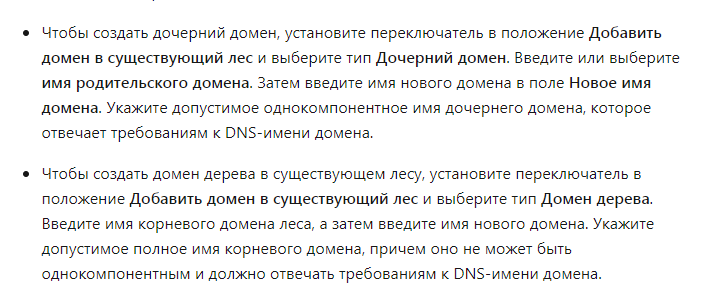 Чтобы создать дочерний домен, установите переключатель в положение Добавить
домен в существующий лес и выберите тип Дочерний домен. Введите или выберите
имя родительского домена. Затем введите имя нового домена в поле Новое имя
домена. Укажите допустимое однокомпонентное имя дочернего домена, которое
отвечает требованиям к DNS-имени домена.
Чтобы создать домен дерева в существующем лесу, установите переключатель в
положение Добавить домен в существующий лес и выберите тип Домен дерева.
Введите имя корневого домена леса, а затем введите имя нового домена. Укажите
допустимое полное имя корневого домена, причем оно не может быть
однокомпонентным и должно отвечать требованиям к DNS-имени домена.